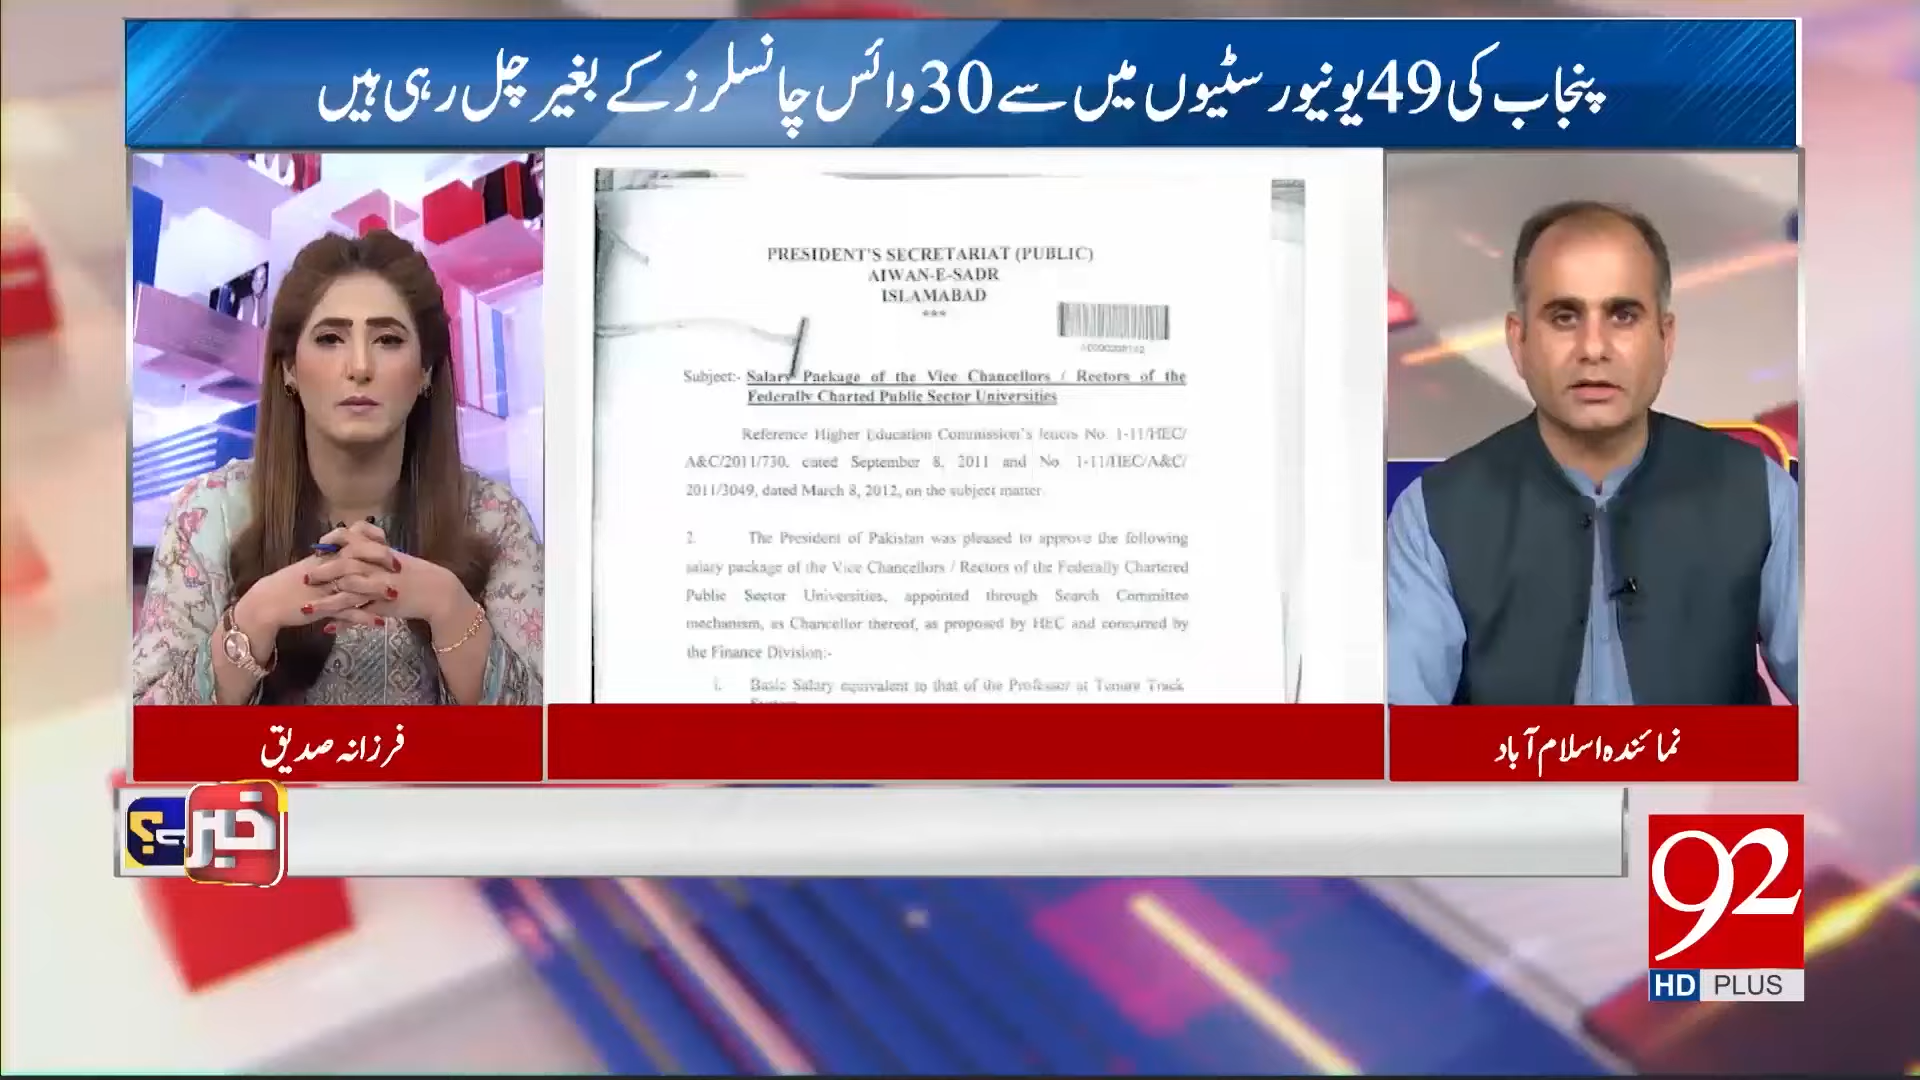 پنجاب کی 49 یونیورسٹیوں میں سے 30 وائس چانسلرز کے بغیر چل رہی ہیں
PRESIDENT'S SECRETARIAT (PUBLIC)
AIWAN-E-SADR
ISLAMABAD
***
Subject:- Salary Package of the Vice Chancellors / Rectors of the
Federally Charted Public Sector Universities
Reference Higher Education Commission's letters No. 1-11/HEC/
A&C/2011/730, dated September 8, 2011 and No 1-11/HEC/A&C/
2011/3049, dated March 8, 2012, on the subject matter.
2. The President of Pakistan was pleased to approve the following
salary package of the Vice Chancellors / Rectors of the Federally Chartered
Public Sector Universities, appointed through Search Committee
mechanism, as Chancellor thereof, as proposed by HEC and concurred by
the Finance Division:-
i. Basic Salary equivalent to that of the Professor at Tenure Track
فرزانہ صدیق
نمائندہ اسلام آباد
خبر ہے؟
92
HD PLUS